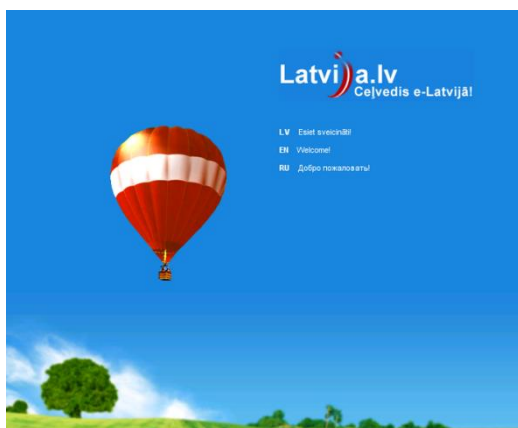 Latvija.lv
Ceļvedis e-Latvijā!
LV Esiet sveicināti!
EN Welcome!
RU Добро пожаловать!